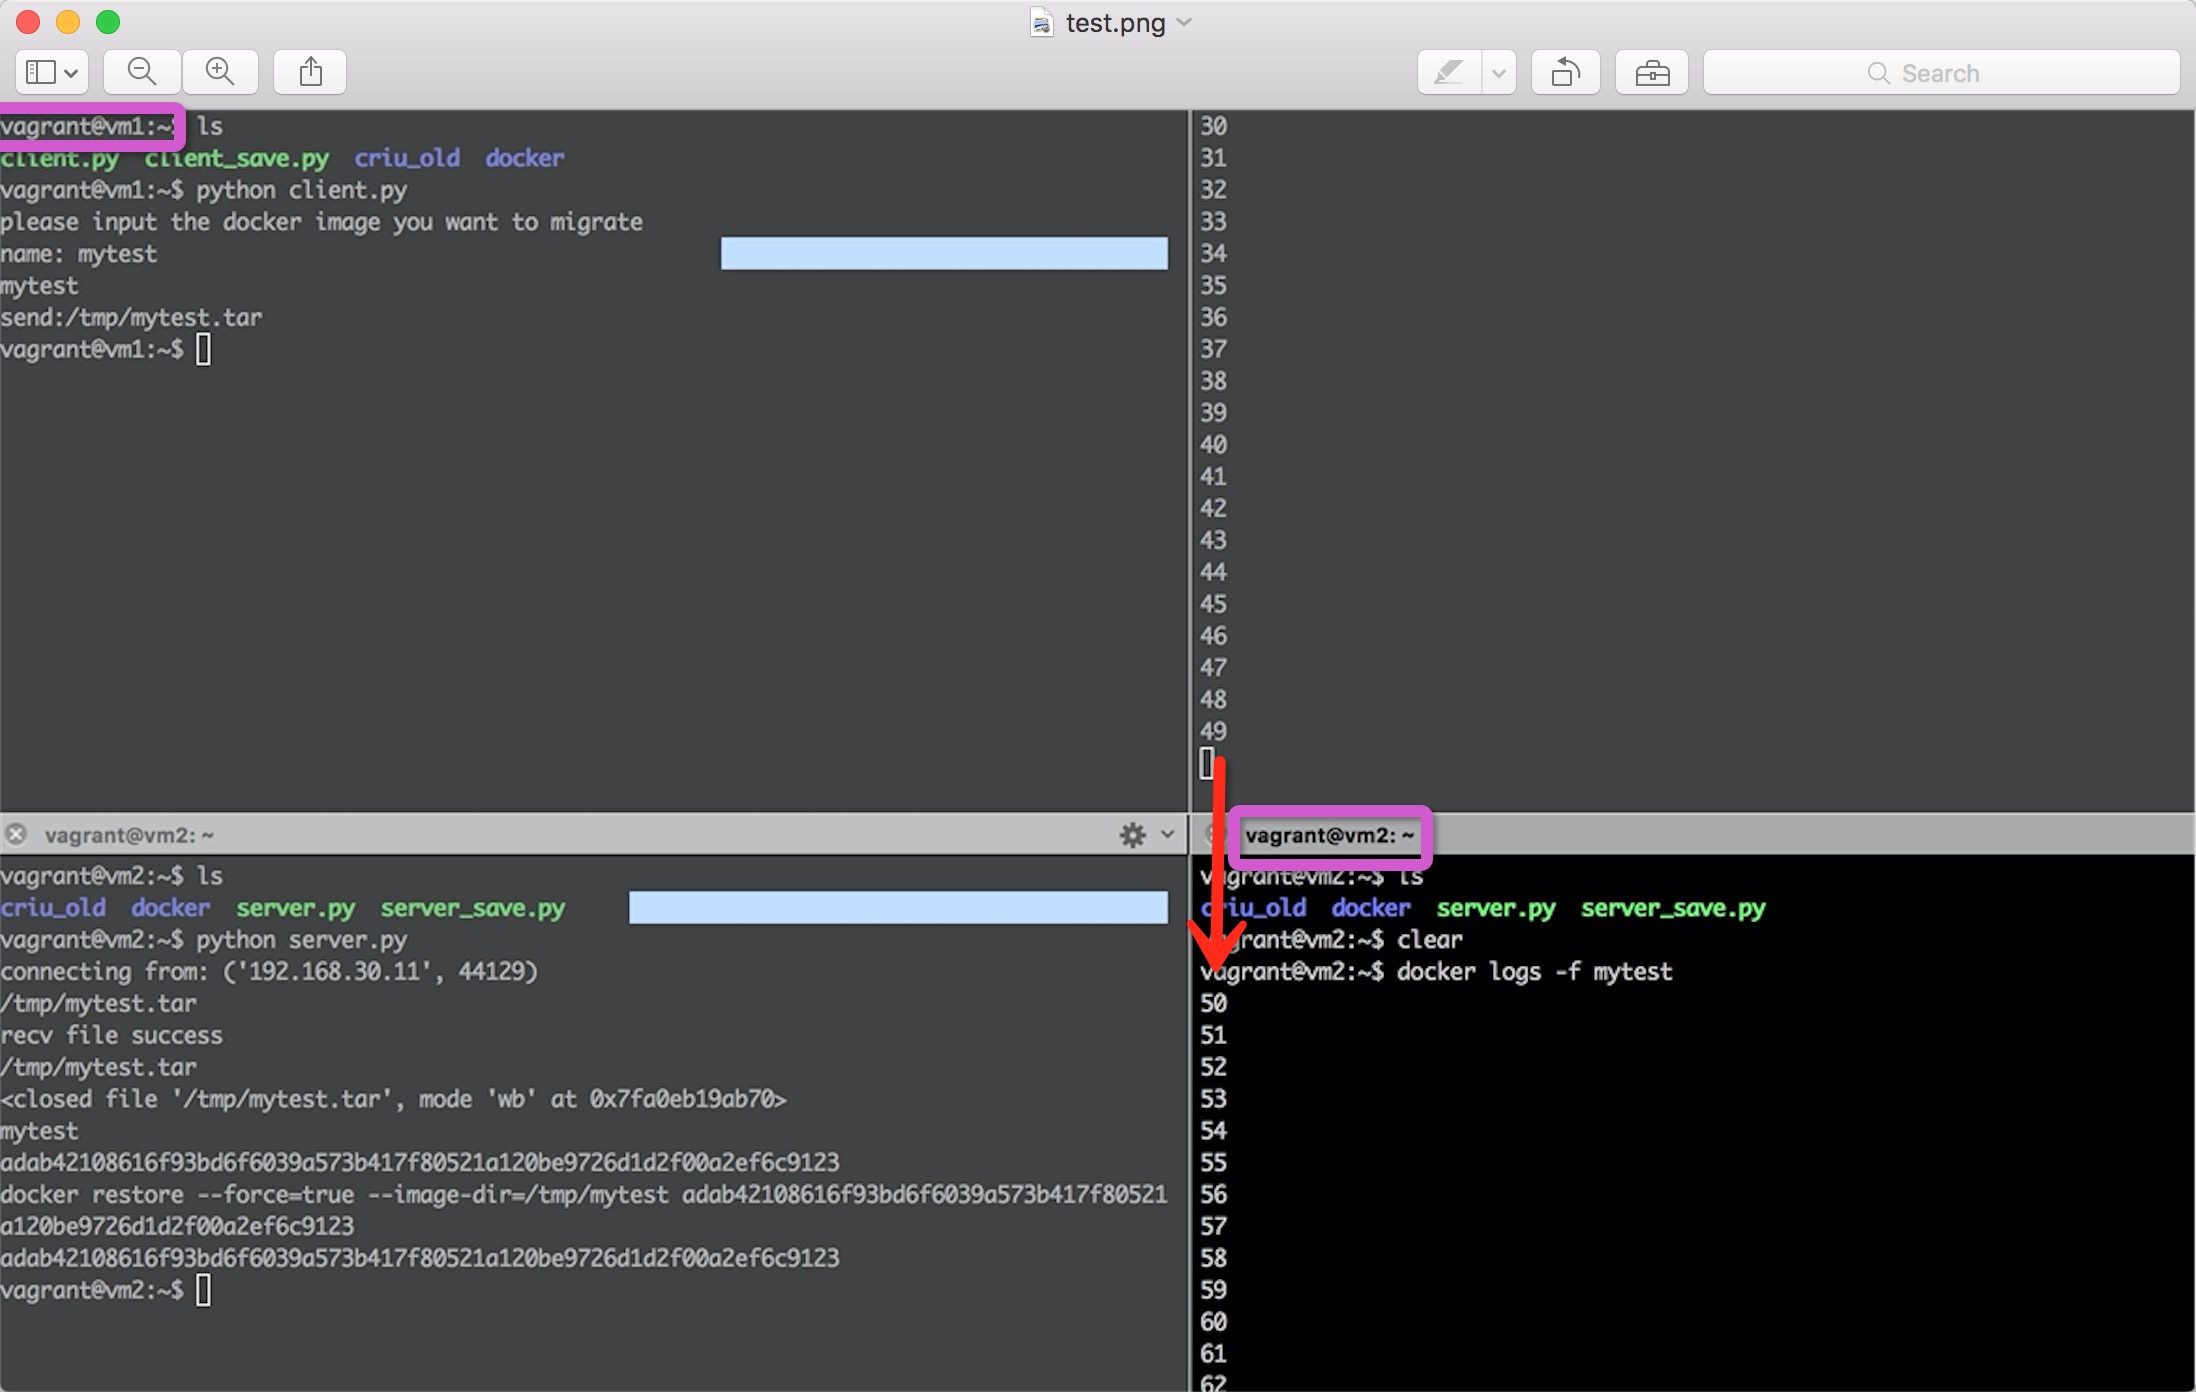 test.png
Search
vagrant@vm1:~$ ls
client.py client_save.py criu_old docker
vagrant@vm1:~$ python client.py
please input the docker image you want to migrate
name: mytest
mytest
send:/tmp/mytest.tar
vagrant@vm1:~$
30
31
32
33
34
35
36
37
38
39
40
41
42
43
44
45
46
47
48
49
vagrant@vm2: ~
vagrant@vm2:~$ ls
criu_old docker server.py server_save.py
vagrant@vm2:~$ python server.py
connecting from: ('192.168.30.11', 44129)
/tmp/mytest.tar
recv file success
/tmp/mytest.tar
<closed file '/tmp/mytest.tar', mode 'wb' at 0x7fa0eb19ab70>
mytest
adab42108616f93bd6f6039a573b417f80521a120be9726d1d2f00a2ef6c9123
docker restore --force=true --image-dir=/tmp/mytest adab42108616f93bd6f6039a573b417f80521
a120be9726d1d2f00a2ef6c9123
adab42108616f93bd6f6039a573b417f80521a120be9726d1d2f00a2ef6c9123
vagrant@vm2:~$
vagrant@vm2: ~
vagrant@vm2:~$ ls
criu_old docker server.py server_save.py
vagrant@vm2:~$ clear
vagrant@vm2:~$ docker logs -f mytest
50
51
52
53
54
55
56
57
58
59
60
61
62